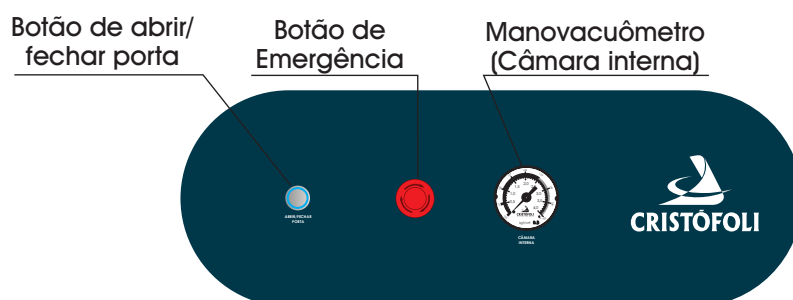 Botão de abrir/
fechar porta
Botão de
Emergência
Manovacuômetro
(Câmara interna)
ABRIR/FECHAR
PORTA
CÂMARA
INTERNA
CRISTÓFOLI